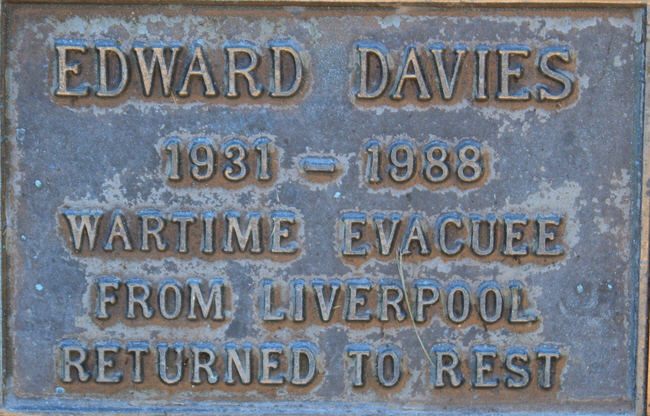 EDWARD DAVIES
1931 - 1988
WARTIME EVACUEE
FROM LIVERPOOL
RETURNED TO REST